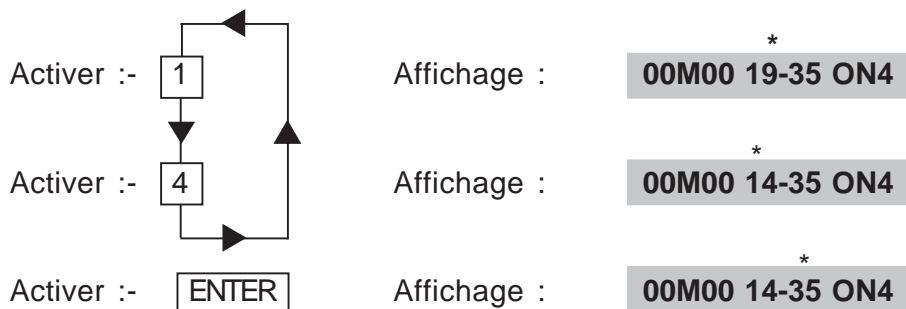 *
Activer :- 1 Affichage : 00M00 19-35 ON4
*
Activer :- 4 Affichage : 00M00 14-35 ON4
*
Activer :- ENTER Affichage : 00M00 14-35 ON4